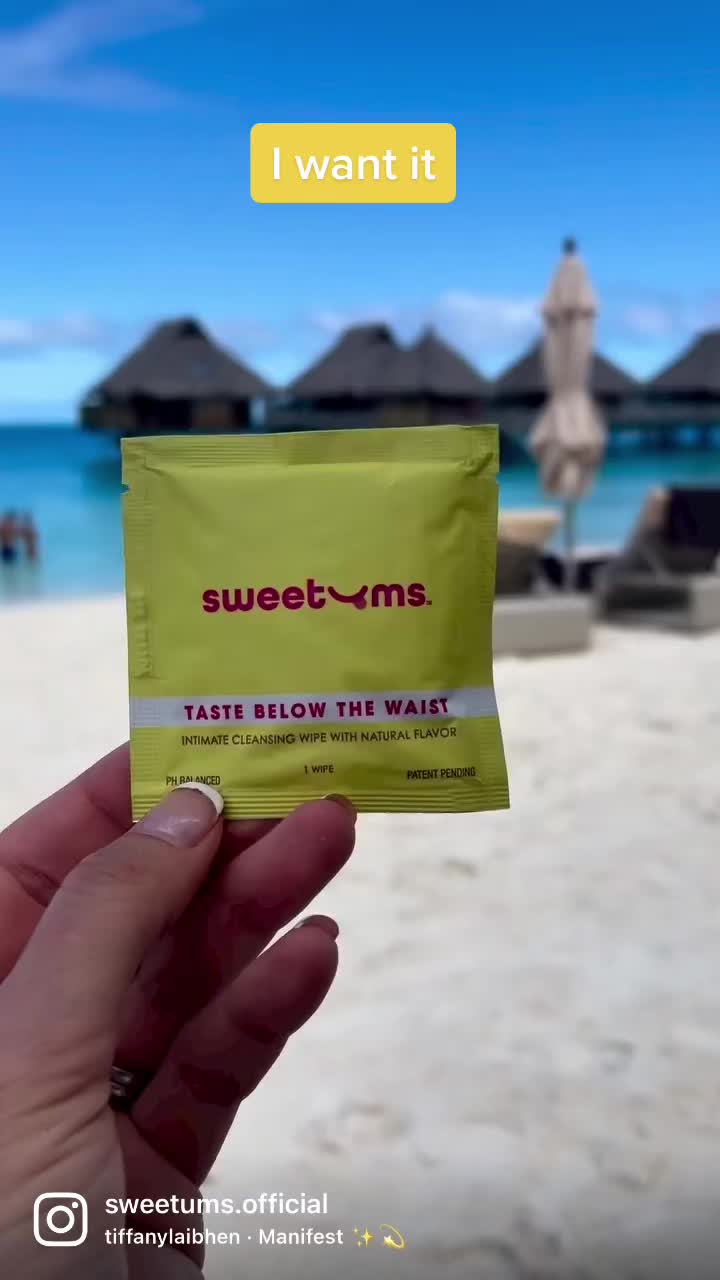 I want it
sweetums™
TASTE BELOW THE WAIST
INTIMATE CLEANSING WIPE WITH NATURAL FLAVOR
PH BALANCED
1 WIPE
PATENT PENDING
sweetums.official
tiffanylaibhen · Manifest ✨ 💫